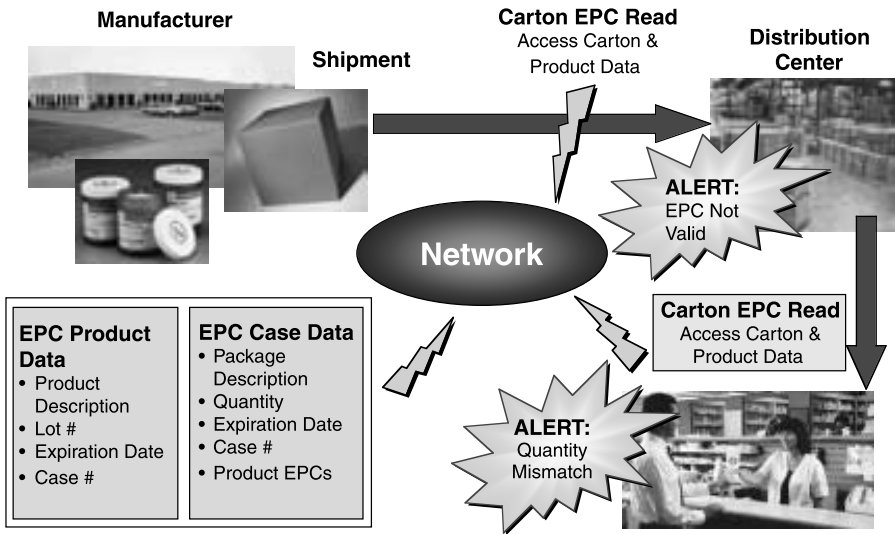 Manufacturer
Shipment
Carton EPC Read
Access Carton &
Product Data
Distribution
Center
ALERT:
EPC Not
Valid
Network
Carton EPC Read
Access Carton &
Product Data
EPC Product
Data
• Product
Description
• Lot #
• Expiration Date
• Case #
EPC Case Data
• Package
Description
• Quantity
• Expiration Date
• Case #
• Product EPCs
ALERT:
Quantity
Mismatch